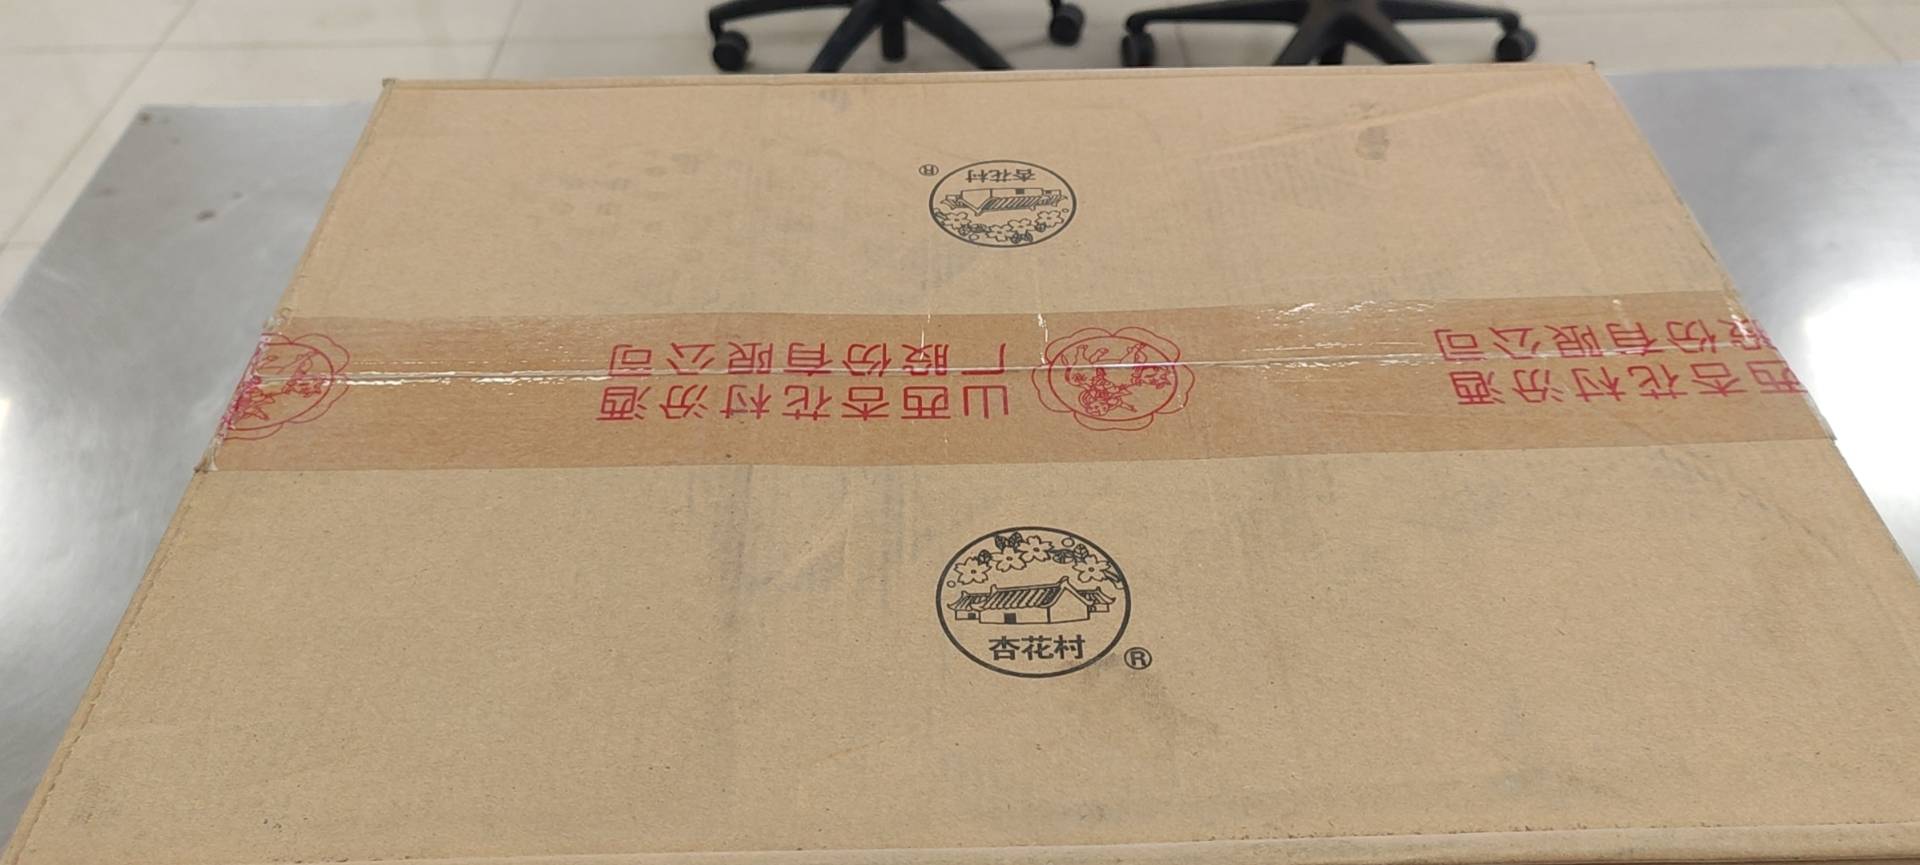 杏花村
®
山西杏花村汾酒
厂股份有限公司
西杏花村汾酒
股份有限公司
杏花村
®